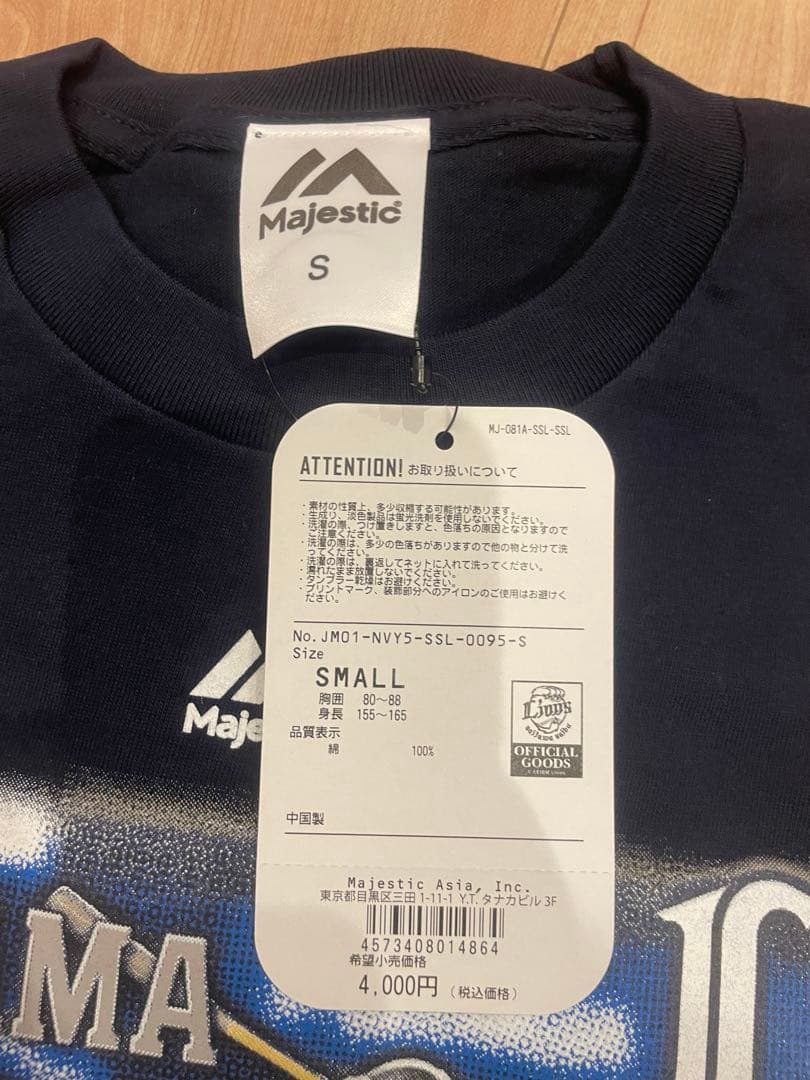 Majestic
S
MJ-081A-SSL-SSL
ATTENTION! お取り扱いについて
・素材の性質上、多少収縮する可能性があります。
・生成り、淡色製品は蛍光洗剤を使用しないでください。
・洗濯の際、つけ置きしますと、色落ちの原因となりますので
ご注意ください。
・洗濯の際は、多少の色落ちがありますので他の物と分けて洗
ってください。
・洗濯の際は、裏返してネットに入れて洗ってください。
・濡れたまま放置しないでください。
・タンブラー乾燥はお避けください。
・プリントマーク、装飾部分へのアイロンのご使用はお避けく
ださい。
No. JM01-NVY5-SSL-0095-S
Size
SMALL
胸囲 80〜88
身長 155〜165
品質表示
綿 100%
Lions
OFFICIAL
GOODS
中国製
Maje
Majestic Asia, Inc.
東京都目黒区三田 1-11-1 Y.T.タナカビル 3F
4573408014864
希望小売価格
4,000円 (税込価格)
MA